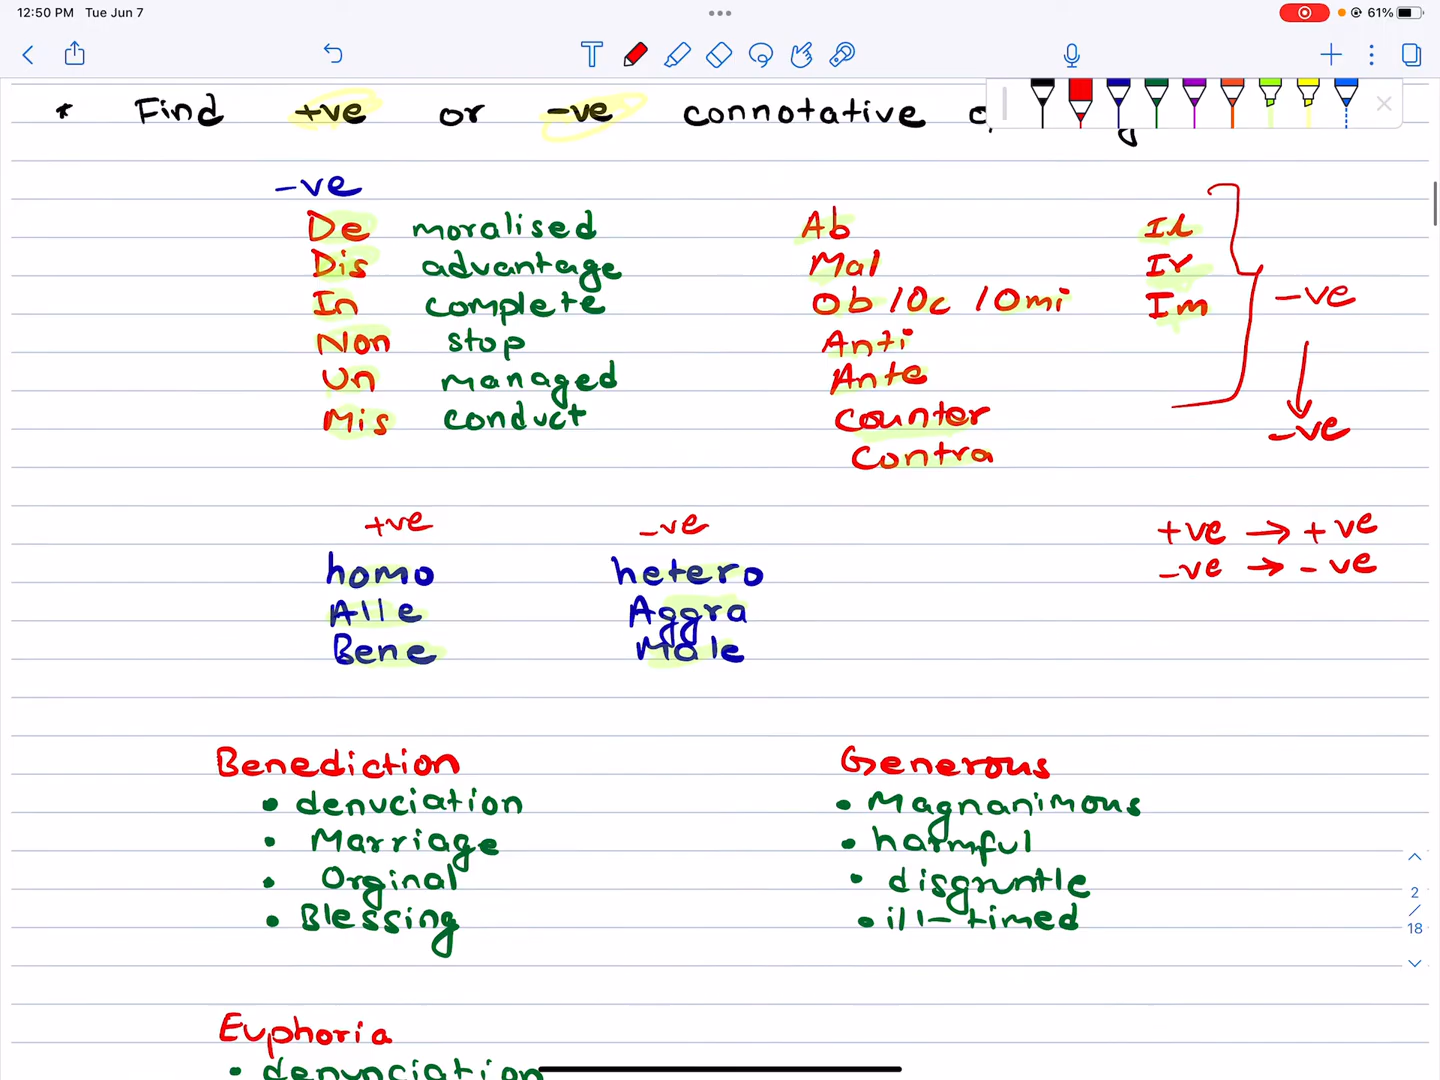 12:50 PM Tue Jun 7
61%
* Find +ve or -ve connotative
-ve
De moralised
Dis advantage
In complete
Non stop
Un managed
Mis conduct
Ab
Mal
Ob / Oc / Omi
Anti
Ante
Counter
Contra
Il
Ir
Im
-ve
-ve
+ve
homo
Alle
Bene
-ve
hetero
Aggra
Male
+ve → +ve
-ve → -ve
Benediction
• denuciation
• Marriage
• Orginal
• Blessing
Generous
• Magnanimous
• harmful
• disgruntle
• ill-timed
2
/
18
Euphoria
• denunciation